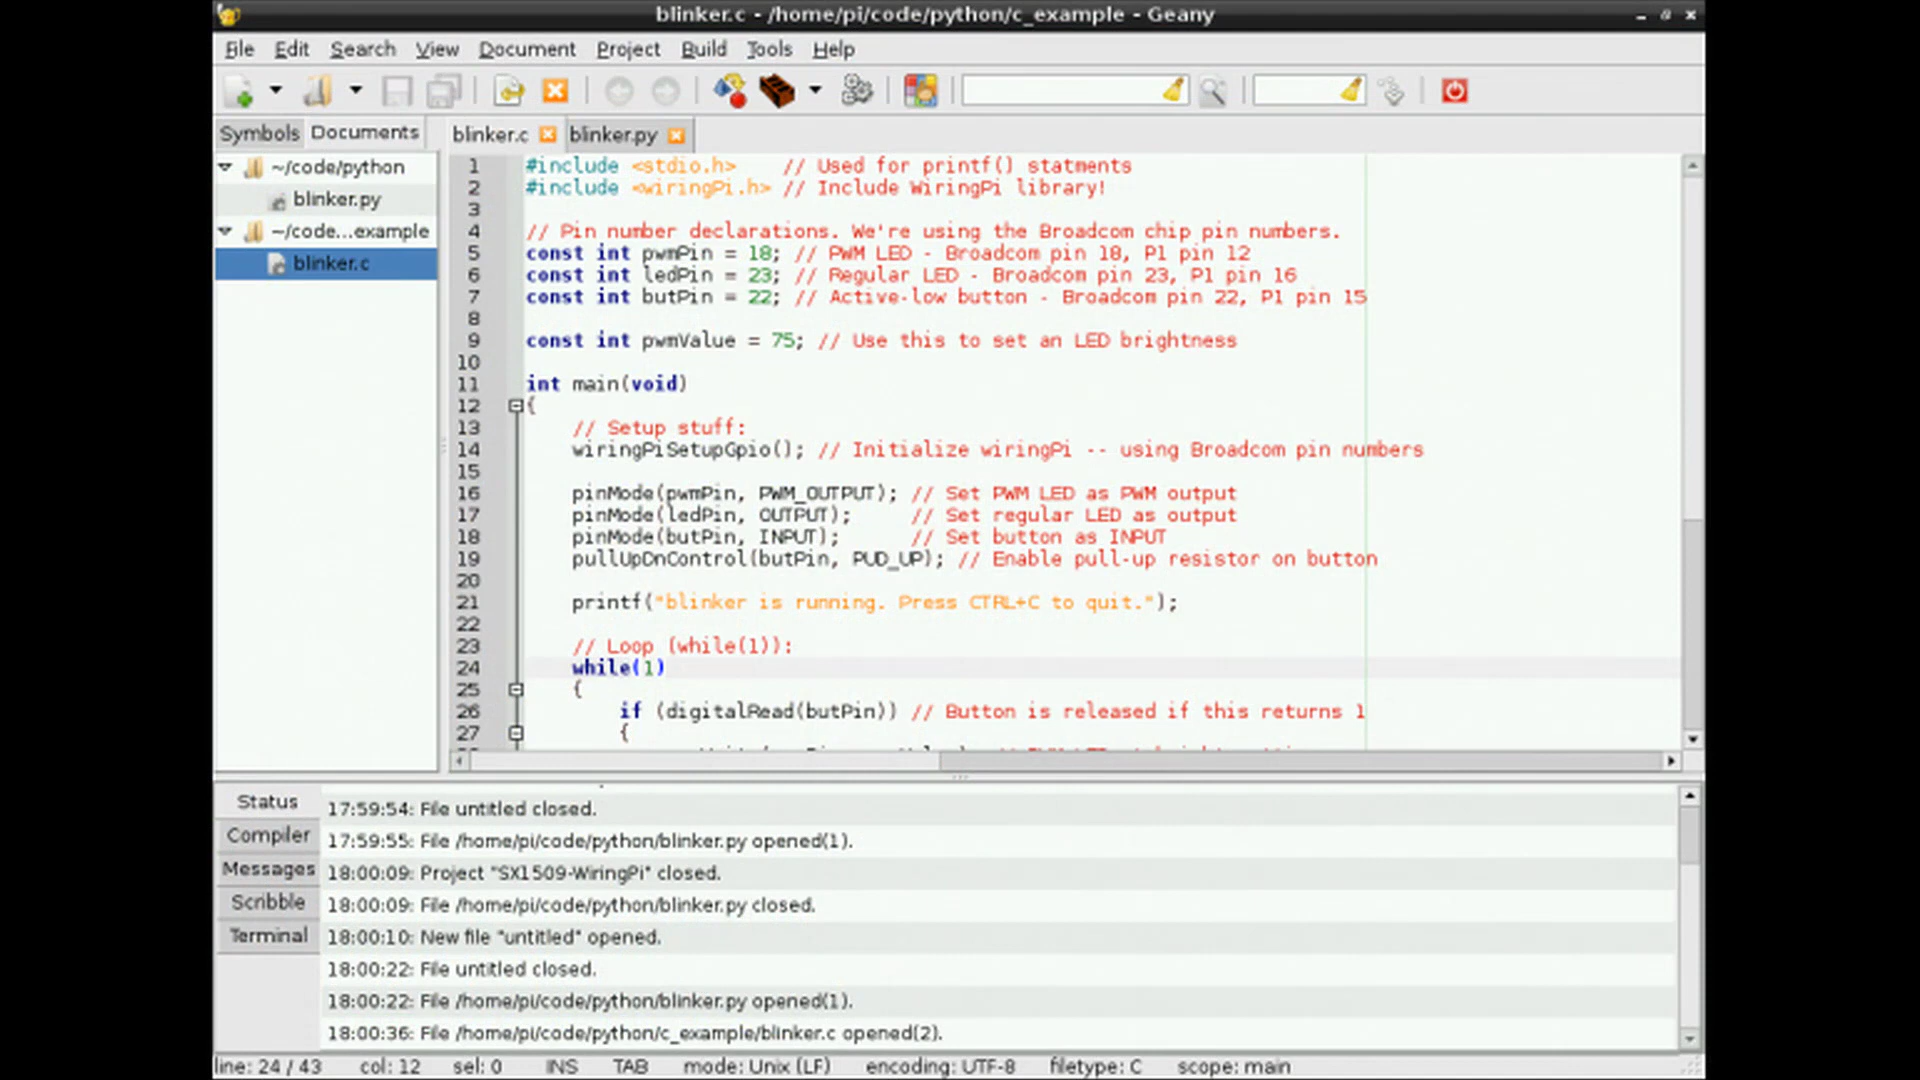 blinker.c - /home/pi/code/python/c_example - Geany
File Edit Search View Document Project Build Tools Help
Symbols Documents blinker.c blinker.py
~/code/python
blinker.py
~/code...example
blinker.c
1 #include <stdio.h> // Used for printf() statments
2 #include <wiringPi.h> // Include WiringPi library!
3
4 // Pin number declarations. We're using the Broadcom chip pin numbers.
5 const int pwmPin = 18; // PWM LED - Broadcom pin 18, P1 pin 12
6 const int ledPin = 23; // Regular LED - Broadcom pin 23, P1 pin 16
7 const int butPin = 22; // Active-low button - Broadcom pin 22, P1 pin 15
8
9 const int pwmValue = 75; // Use this to set an LED brightness
10
11 int main(void)
12 {
13 // Setup stuff:
14 wiringPiSetupGpio(); // Initialize wiringPi -- using Broadcom pin numbers
15
16 pinMode(pwmPin, PWM_OUTPUT); // Set PWM LED as PWM output
17 pinMode(ledPin, OUTPUT); // Set regular LED as output
18 pinMode(butPin, INPUT); // Set button as INPUT
19 pullUpDnControl(butPin, PUD_UP); // Enable pull-up resistor on button
20
21 printf("blinker is running. Press CTRL+C to quit.");
22
23 // Loop (while(1)):
24 while(1)
25 {
26 if (digitalRead(butPin)) // Button is released if this returns 1
27 {
Status
Compiler
Messages
Scribble
Terminal
17:59:54: File untitled closed.
17:59:55: File /home/pi/code/python/blinker.py opened(1).
18:00:09: Project "SX1509-WiringPi" closed.
18:00:09: File /home/pi/code/python/blinker.py closed.
18:00:10: New file "untitled" opened.
18:00:22: File untitled closed.
18:00:22: File /home/pi/code/python/blinker.py opened(1).
18:00:36: File /home/pi/code/python/c_example/blinker.c opened(2).
line: 24 / 43 col: 12 sel: 0 INS TAB mode: Unix (LF) encoding: UTF-8 filetype: C scope: main